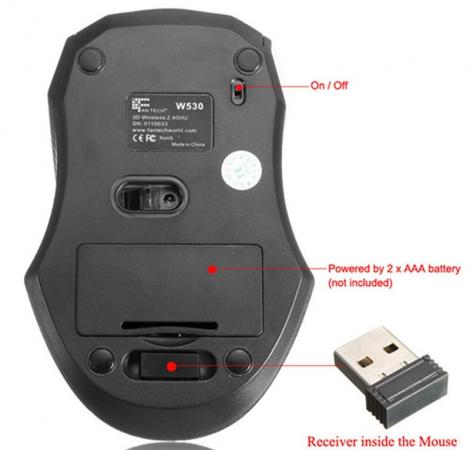 On / Off
FANTECH W530
3D Wireless 2.4GHU
SN: 0110033
www.fantechworld.com
CE FC RoHS
Made in China
Powered by 2 x AAA battery
(not included)
Receiver inside the Mouse